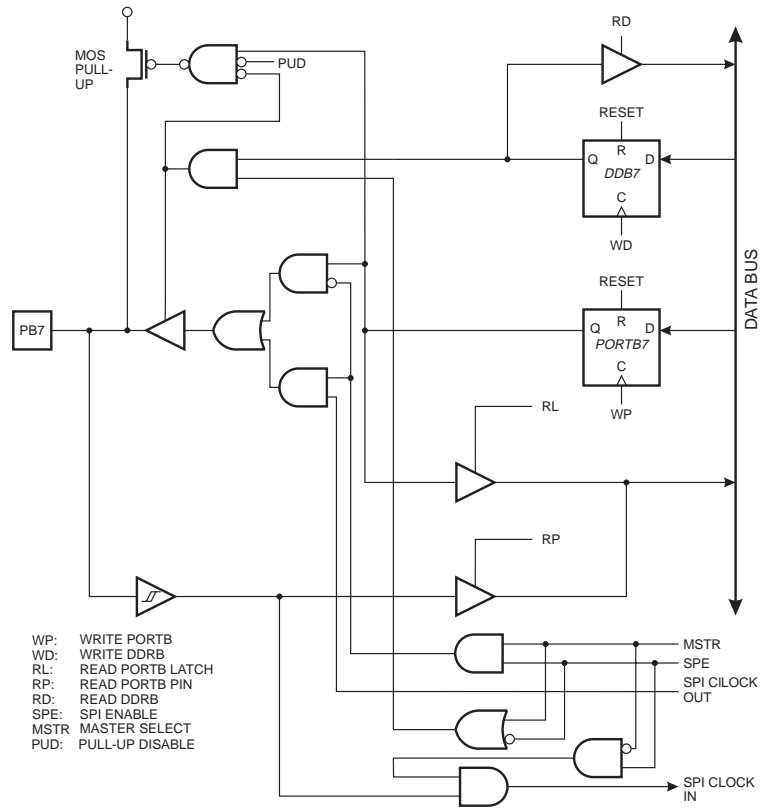 RD
MOS
PULL-
UP
PUD
RESET
R
Q
D
DDB7
C
WD
DATA BUS
RESET
R
Q
D
PB7
PORTB7
C
WP
RL
RP
WP: WRITE PORTB
WD: WRITE DDRB
RL: READ PORTB LATCH
RP: READ PORTB PIN
RD: READ DDRB
SPE: SPI ENABLE
MSTR MASTER SELECT
PUD: PULL-UP DISABLE
MSTR
SPE
SPI CILOCK
OUT
SPI CLOCK
IN